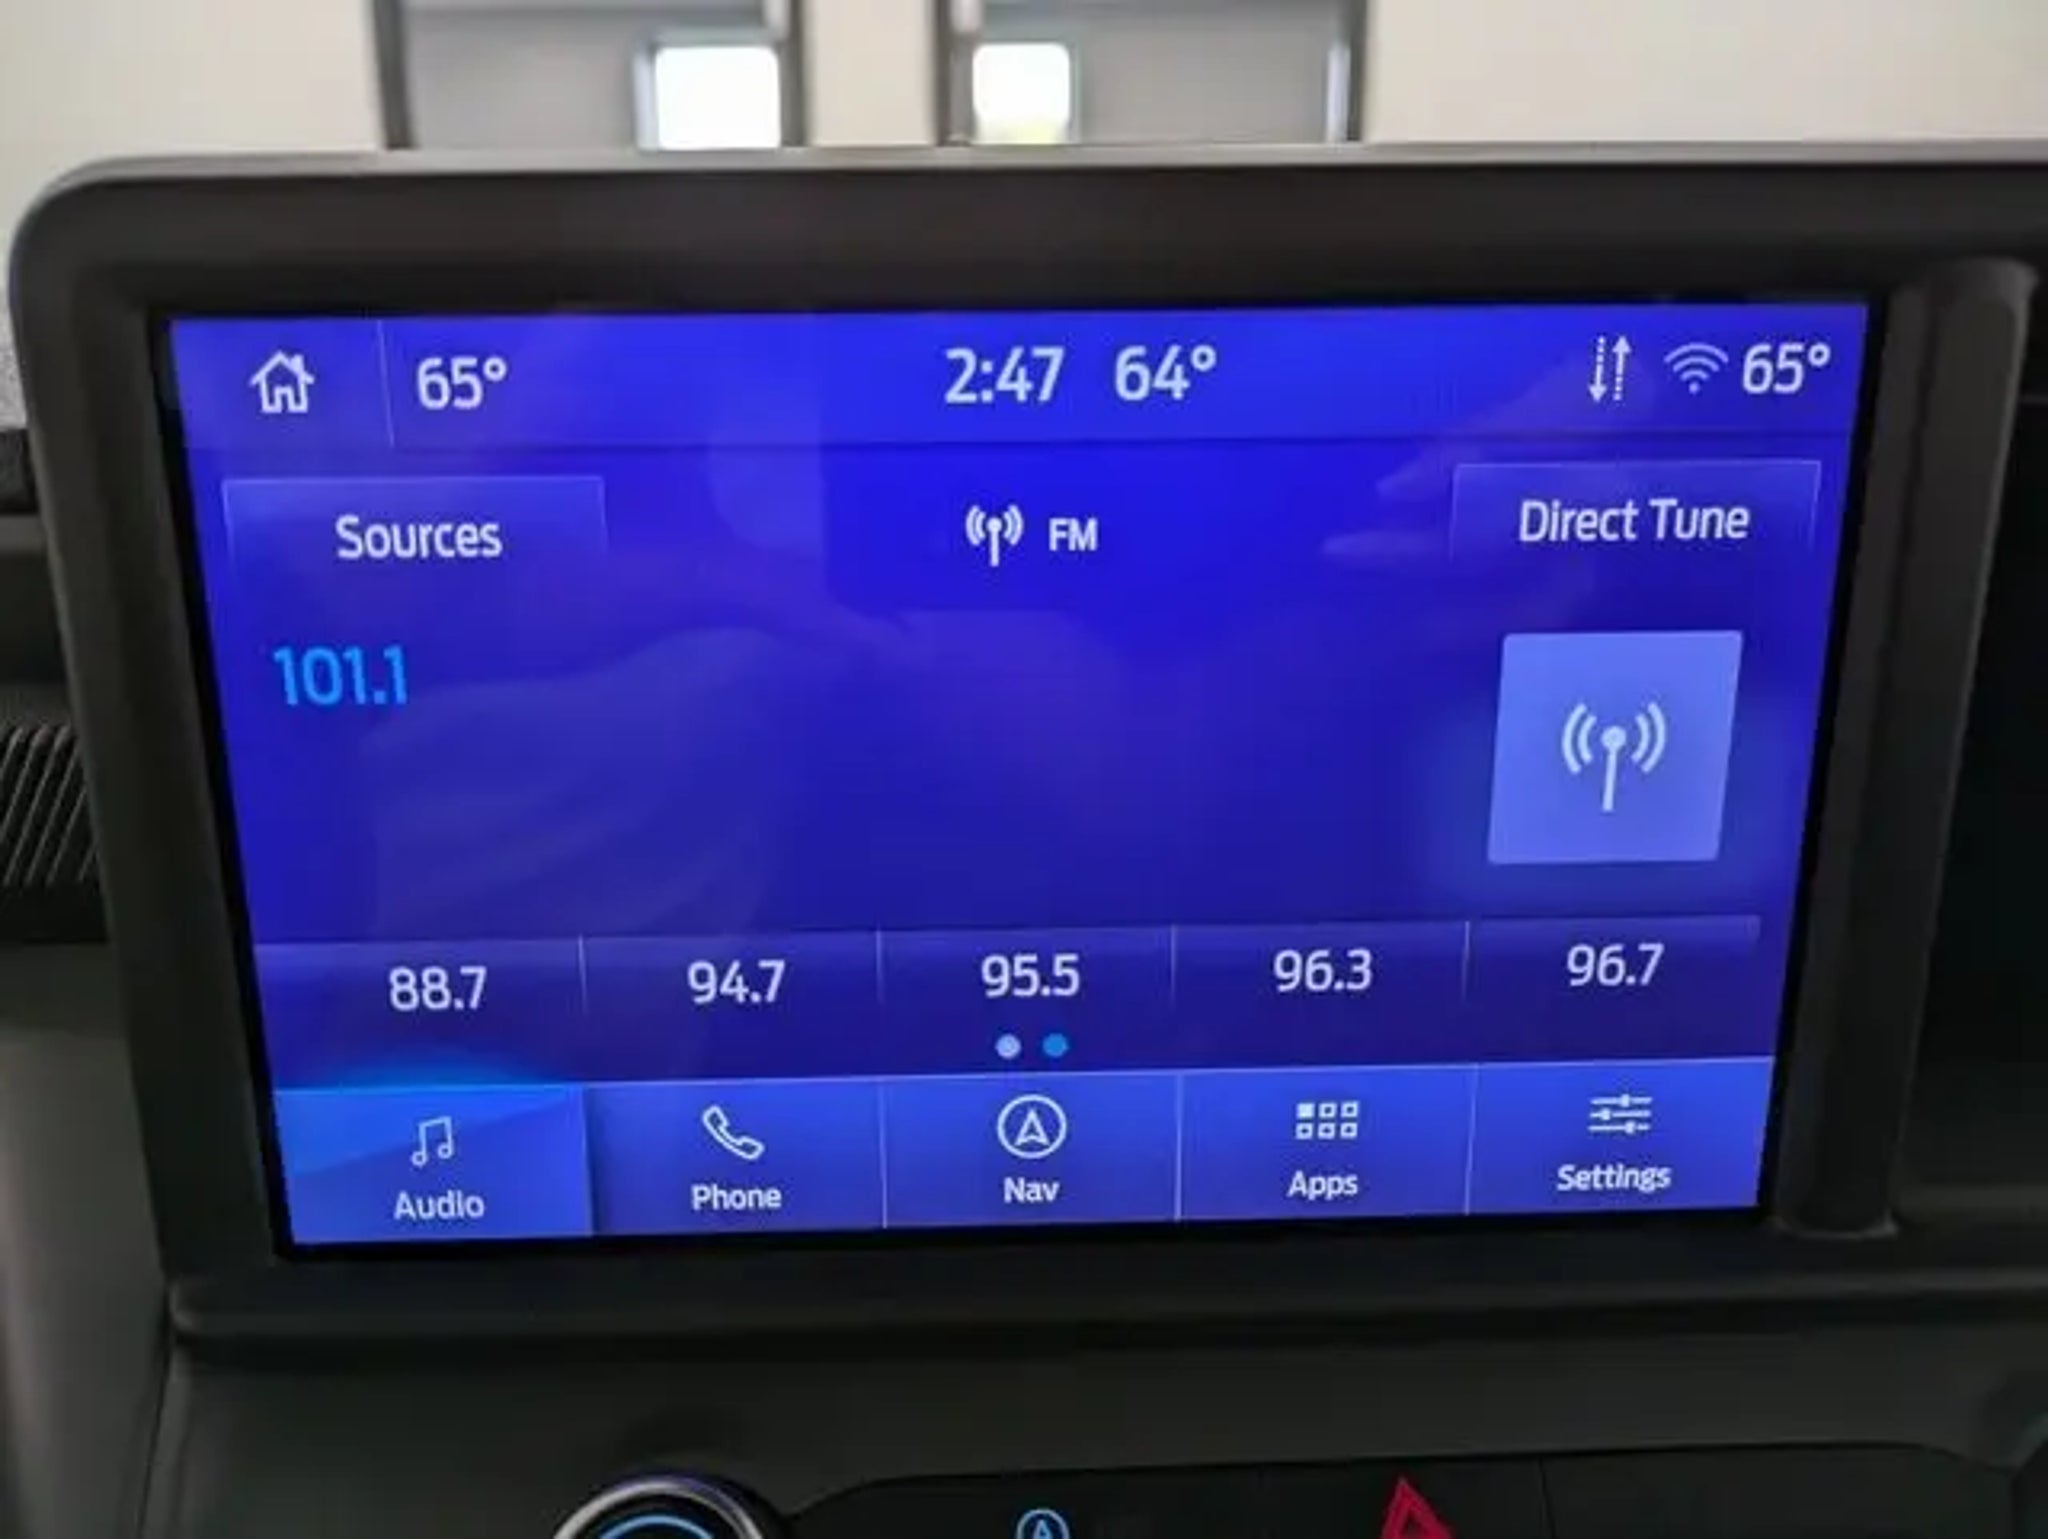 65° 2:47 64° 65°
Sources FM Direct Tune
101.1
88.7 94.7 95.5 96.3 96.7
Audio Phone Nav Apps Settings